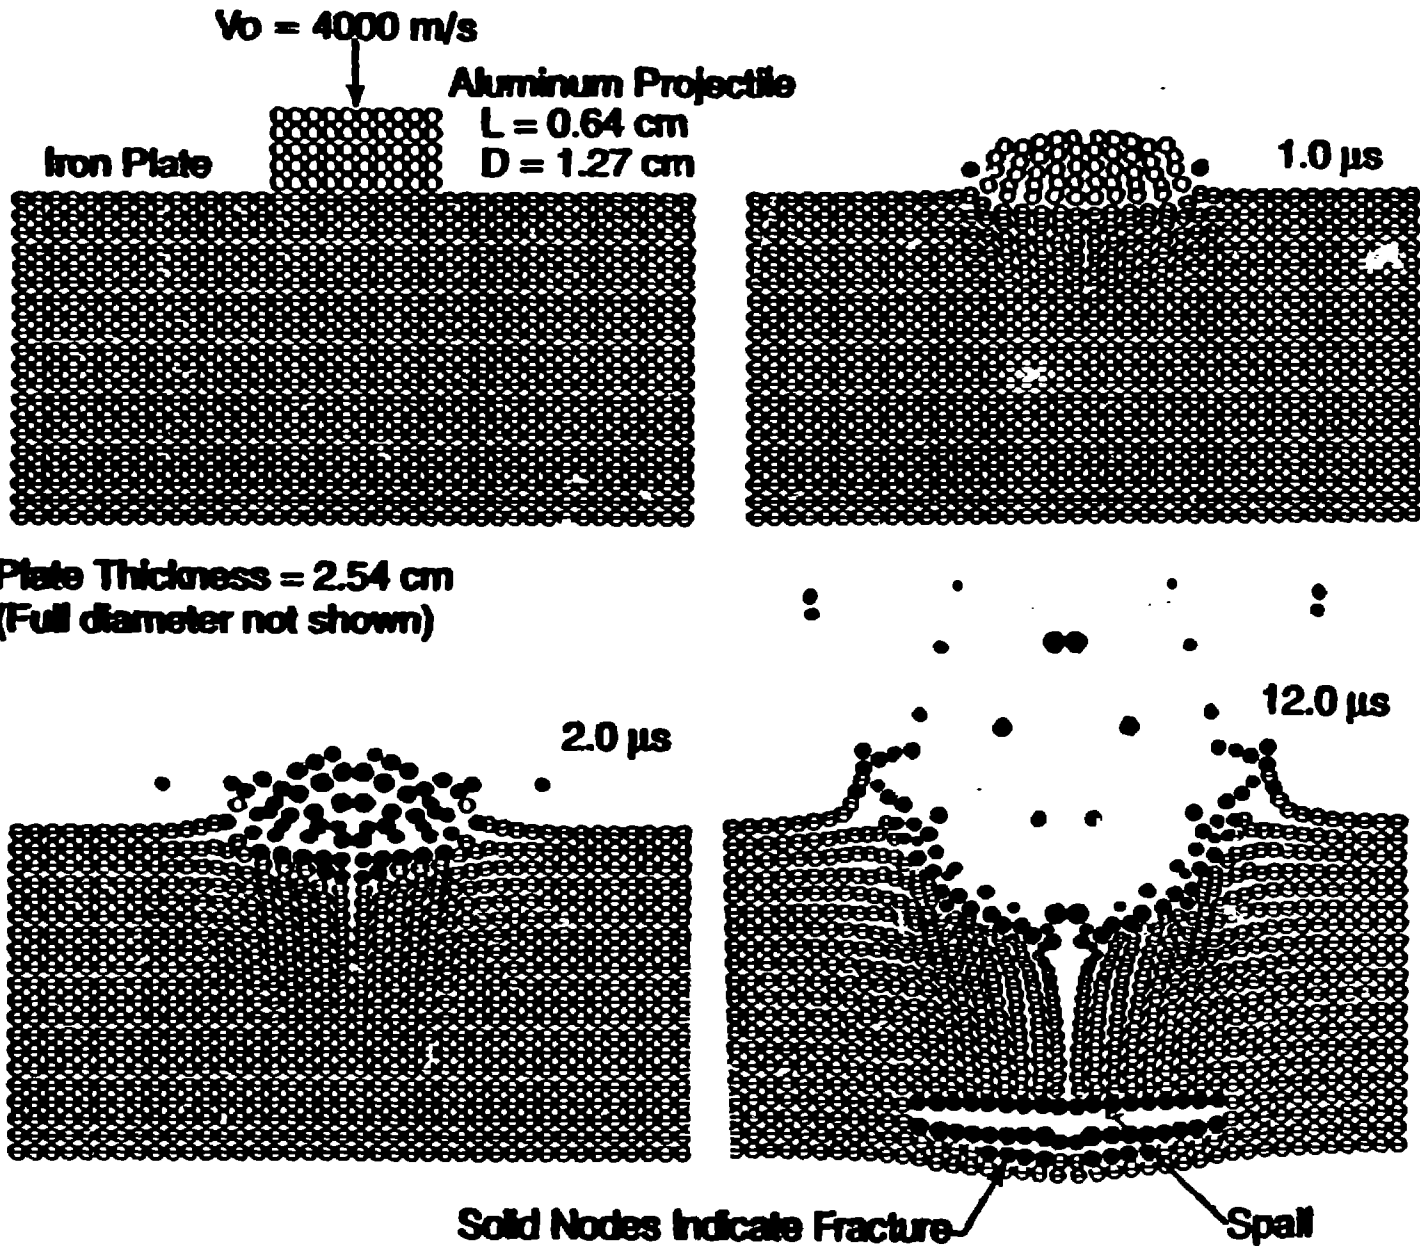 Vo = 4000 m/s
Aluminum Projectile
L = 0.64 cm
D = 1.27 cm
Iron Plate
1.0 μs
Plate Thickness = 2.54 cm
(Full diameter not shown)
2.0 μs
12.0 μs
Solid Nodes Indicate Fracture
Spall